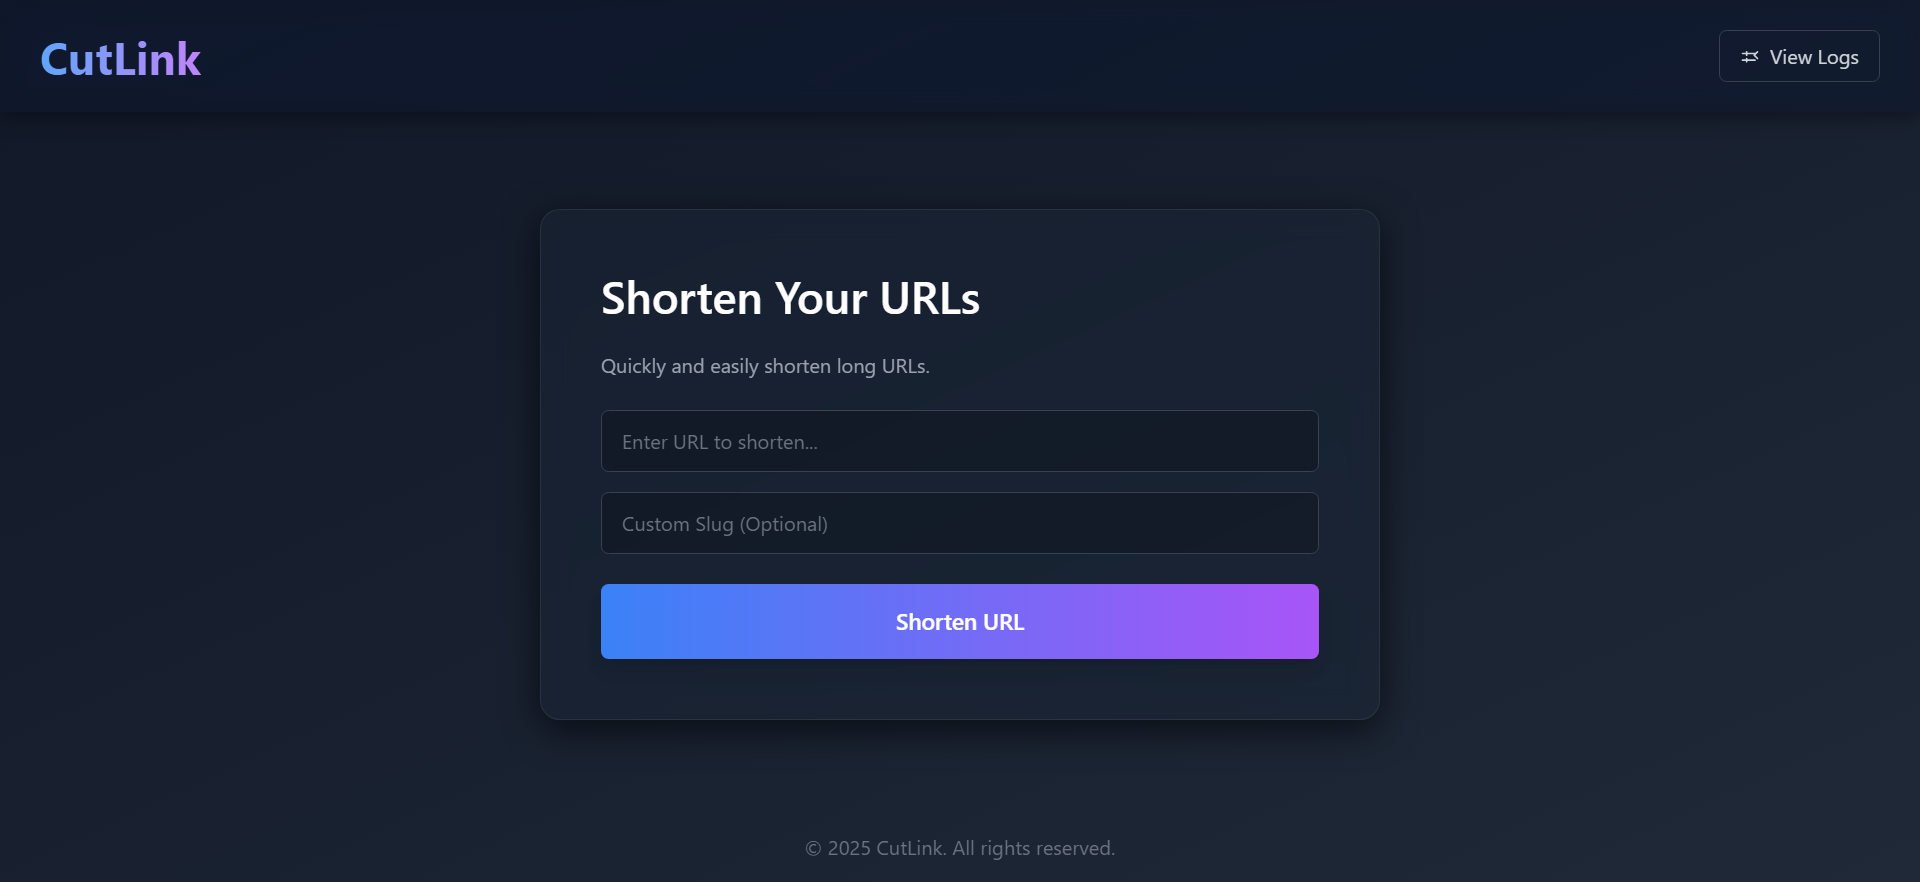 CutLink
View Logs
Shorten Your URLs
Quickly and easily shorten long URLs.
Enter URL to shorten...
Custom Slug (Optional)
Shorten URL
© 2025 CutLink. All rights reserved.